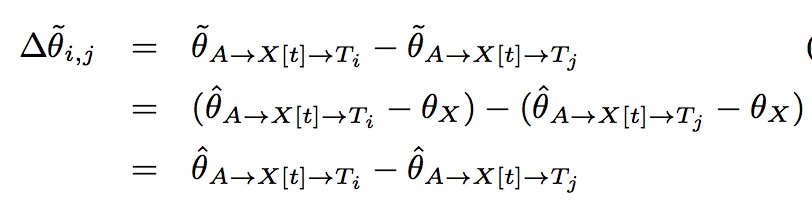 Δθ̃_{i,j} = θ̃_{A→X[t]→T_i} − θ̃_{A→X[t]→T_j} (
= (θ̂_{A→X[t]→T_i} − θ_X) − (θ̂_{A→X[t]→T_j} − θ_X)
= θ̂_{A→X[t]→T_i} − θ̂_{A→X[t]→T_j}